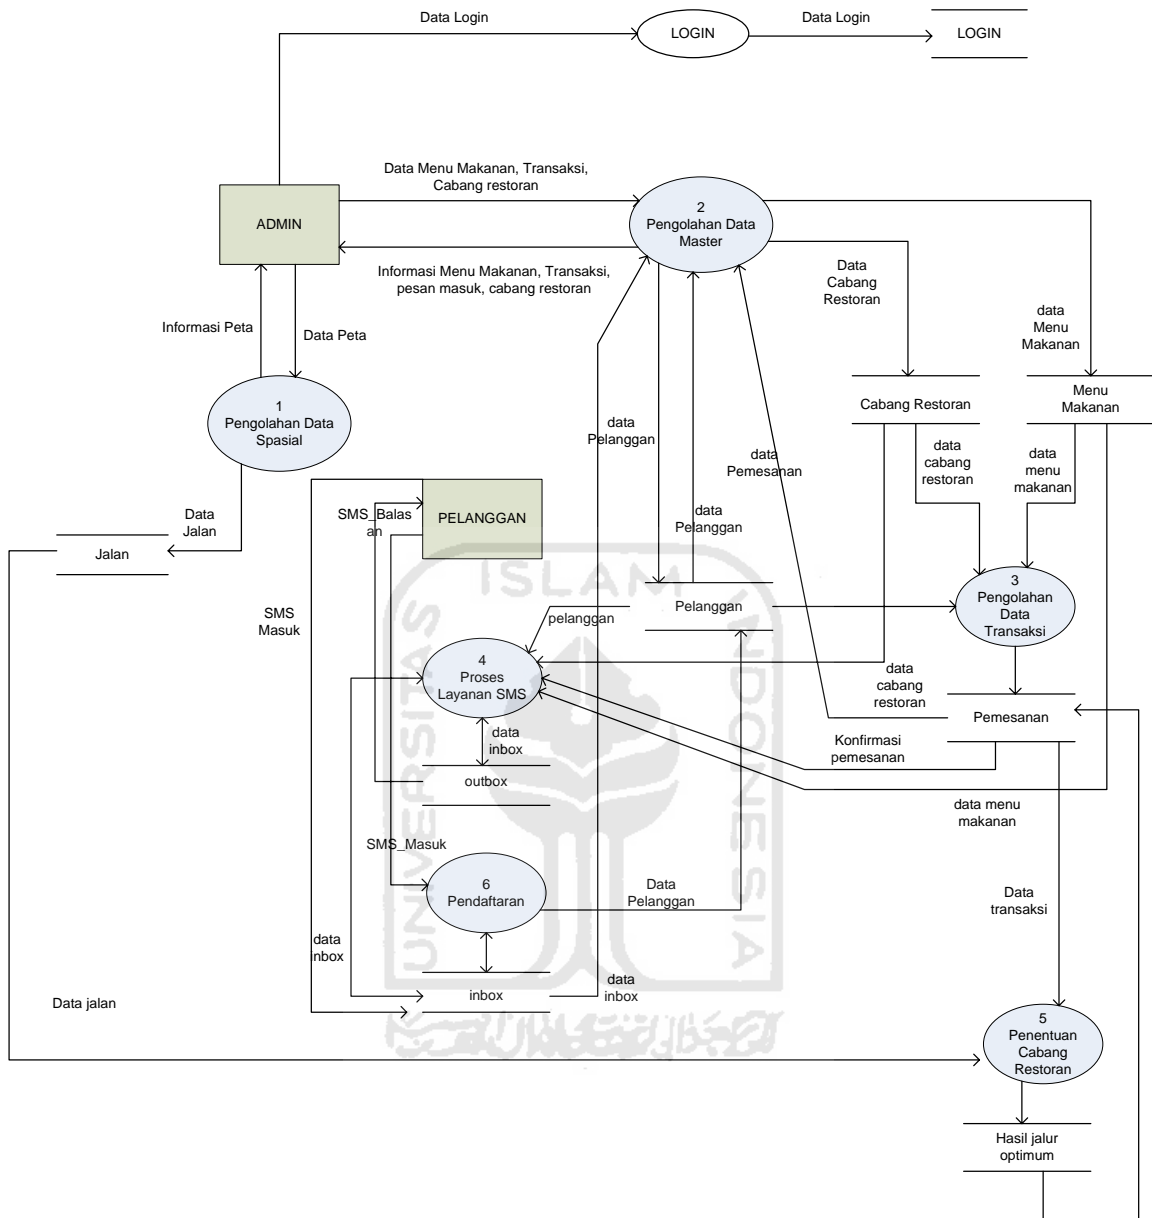 Data Login
LOGIN
Data Login
LOGIN
Data Menu Makanan, Transaksi,
Cabang restoran
ADMIN
2
Pengolahan Data
Master
Informasi Menu Makanan, Transaksi,
pesan masuk, cabang restoran
Data
Cabang
Restoran
data
Menu
Makanan
Informasi Peta
Data Peta
1
Pengolahan Data
Spasial
Cabang Restoran
Menu
Makanan
data
Pelanggan
data
Pemesanan
data
cabang
restoran
data
menu
makanan
Data
Jalan
Jalan
SMS_Balas
an
PELANGGAN
data
Pelanggan
SMS
Masuk
pelanggan
Pelanggan
3
Pengolahan
Data
Transaksi
4
Proses
Layanan SMS
data
cabang
restoran
Pemesanan
data
inbox
Konfirmasi
pemesanan
outbox
data menu
makanan
SMS_Masuk
6
Pendaftaran
Data
Pelanggan
Data
transaksi
data
inbox
inbox
data
inbox
Data jalan
5
Penentuan
Cabang
Restoran
Hasil jalur
optimum
UNIVERSITAS
ISLAM
INDONESIA